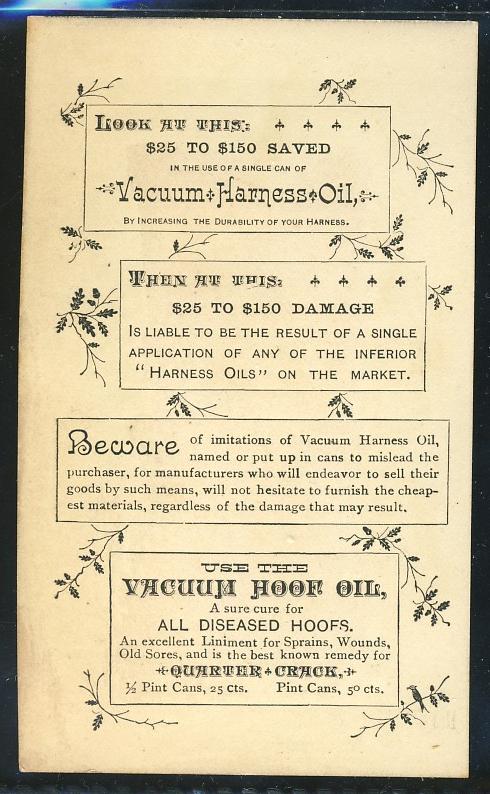 LOOK AT THIS:
$25 TO $150 SAVED
IN THE USE OF A SINGLE CAN OF
Vacuum Harness Oil,
BY INCREASING THE DURABILITY OF YOUR HARNESS.
THEN AT THIS:
$25 TO $150 DAMAGE
IS LIABLE TO BE THE RESULT OF A SINGLE
APPLICATION OF ANY OF THE INFERIOR
"HARNESS OILS" ON THE MARKET.
Beware of imitations of Vacuum Harness Oil,
named or put up in cans to mislead the
purchaser, for manufacturers who will endeavor to sell their
goods by such means, will not hesitate to furnish the cheap-
est materials, regardless of the damage that may result.
USE THE
VACUUM HOOF OIL,
A sure cure for
ALL DISEASED HOOFS.
An excellent Liniment for Sprains, Wounds,
Old Sores, and is the best known remedy for
QUARTER CRACK,
½ Pint Cans, 25 cts. Pint Cans, 50 cts.